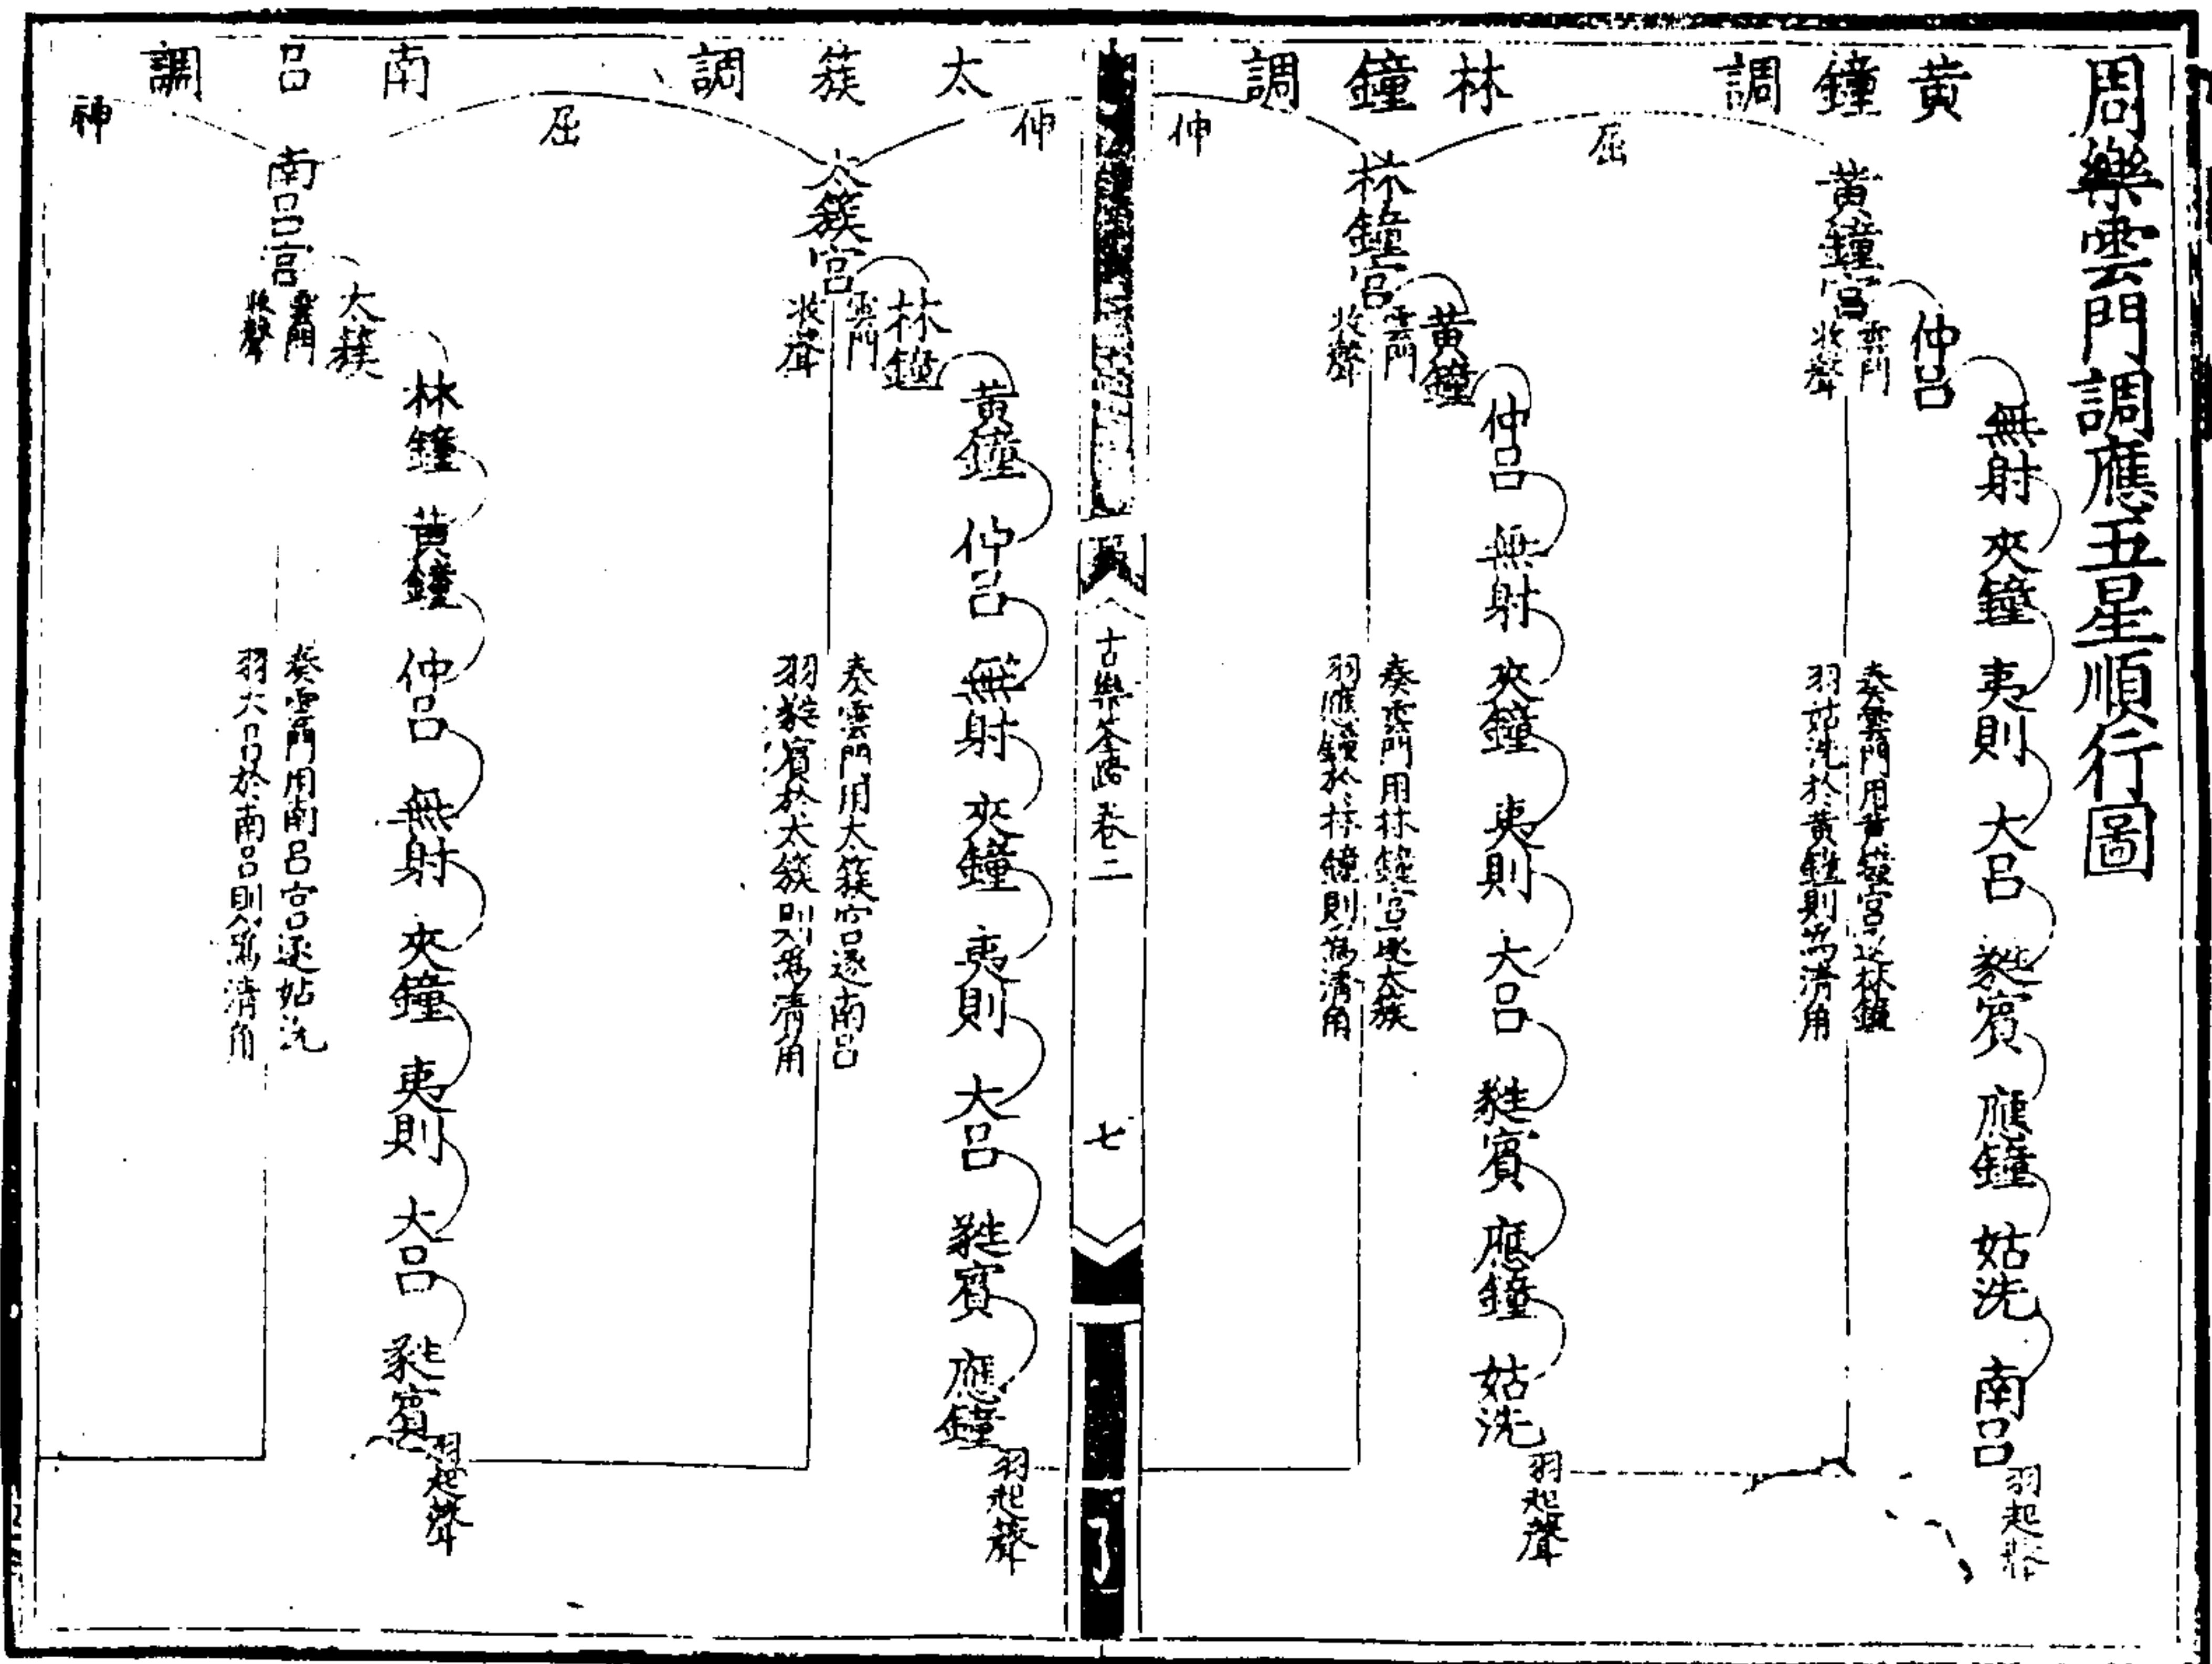 周樂雲門調應五星順行圖
黃鐘調
無射 夾鐘 夷則 大呂 蕤賓 應鐘 姑洗 南呂
羽起聲
仲呂
黃鐘宮
雲門
收聲
奏雲門用黃鐘宮逐林鐘
羽姑洗於黃鐘則為清角
屈
林鐘調
仲呂 無射 夾鐘 夷則 大呂 蕤賓 應鐘 姑洗
羽起聲
黃鐘
林鐘宮
雲門
收聲
奏雲門用林鐘宮逐太簇
羽應鐘於林鐘則為清角
伸
古樂筌蹄 卷二
七
伸
太簇調
黃鐘 仲呂 無射 夾鐘 夷則 大呂 蕤賓 應鐘
羽起聲
林鐘
太簇宮
雲門
收聲
奏雲門用太簇宮逐南呂
羽蕤賓於太簇則為清角
屈
南呂調
林鐘 黃鐘 仲呂 無射 夾鐘 夷則 大呂 蕤賓
羽起聲
太簇
南呂宮
雲門
收聲
奏雲門用南呂宮逐姑洗
羽大呂於南呂則為清角
神